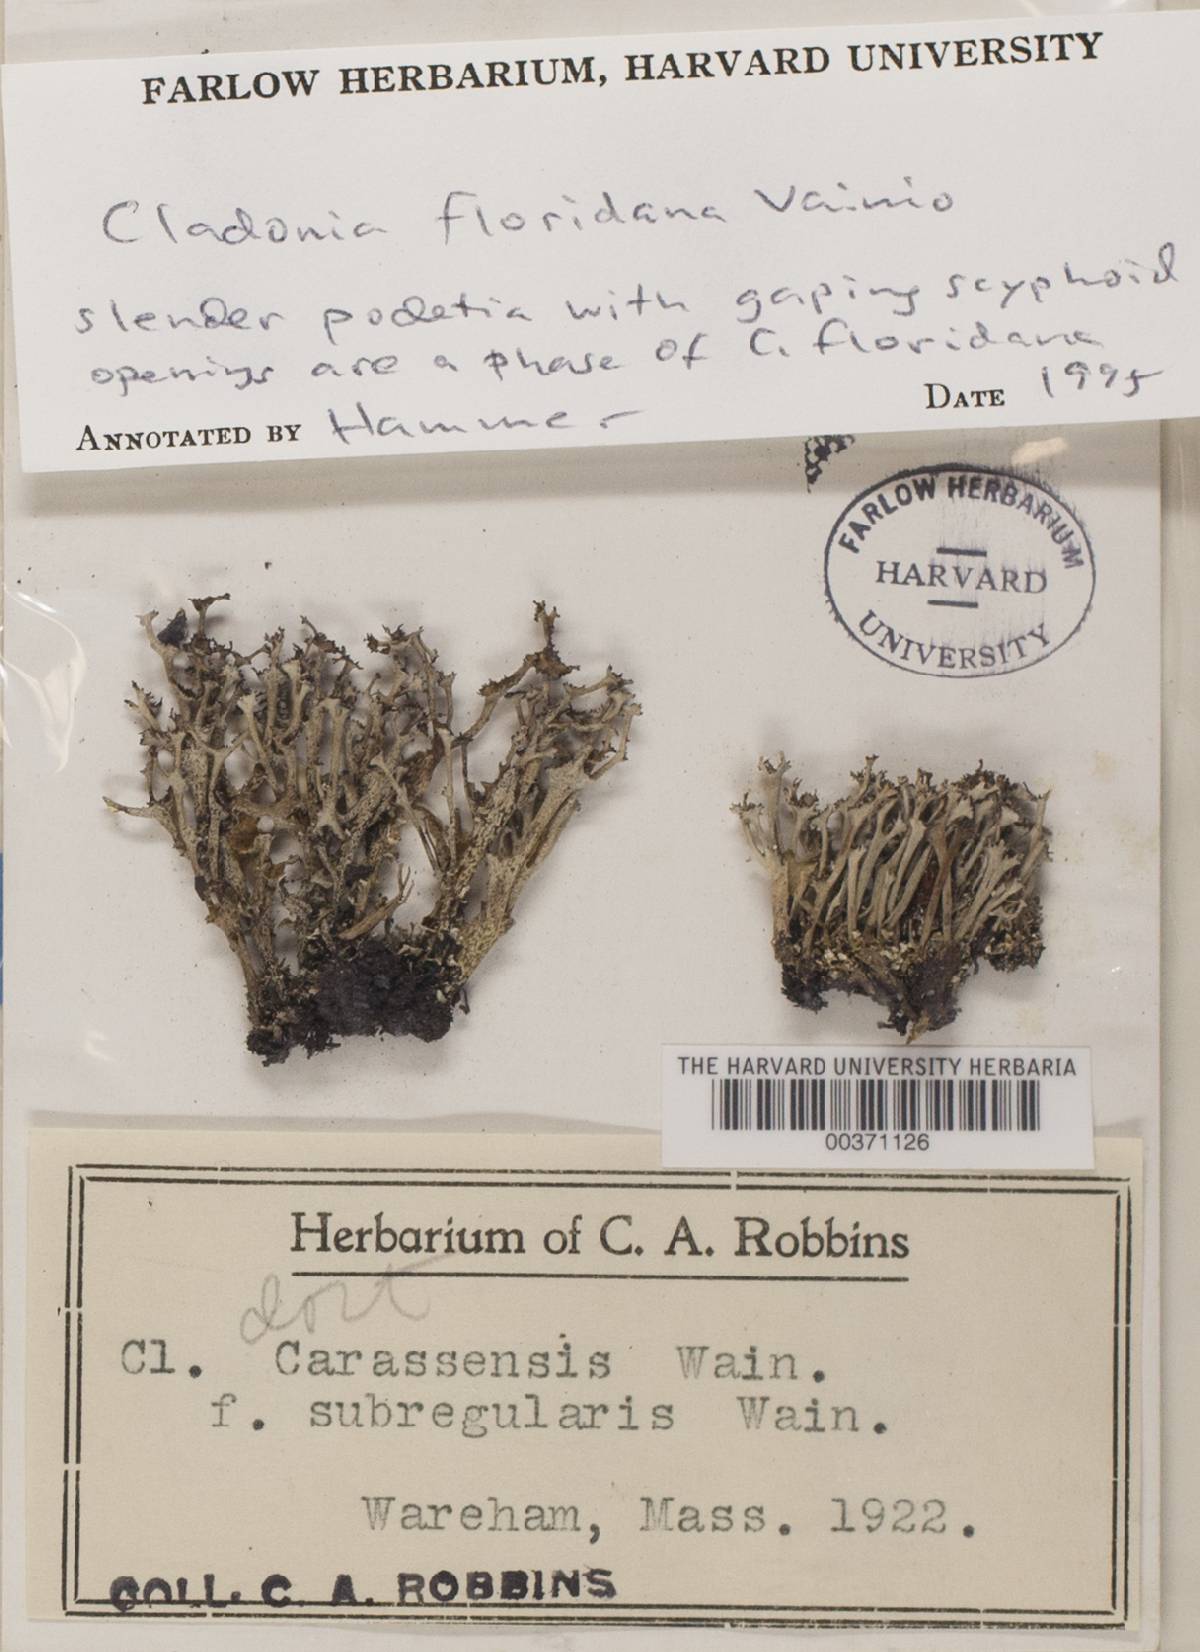 FARLOW HERBARIUM, HARVARD UNIVERSITY
Cladonia floridana Vainio
slender podetia with gaping scyphoid
openings are a phase of C. floridana
ANNOTATED BY Hammer DATE 1995
FARLOW HERBARIUM
HARVARD
UNIVERSITY
THE HARVARD UNIVERSITY HERBARIA
00371126
Herbarium of C. A. Robbins
Cl. Carassensis Wain.
f. subregularis Wain.
Wareham, Mass. 1922.
COLL. C. A. ROBBINS